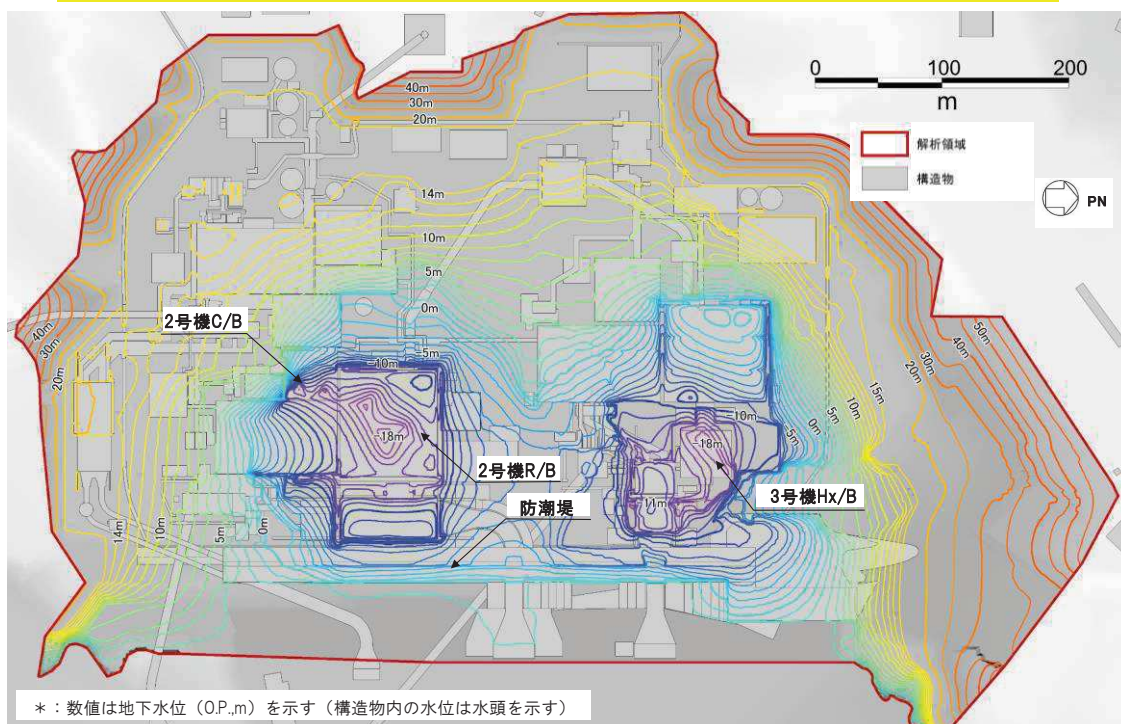 0 100 200
m
解析領域
構造物
PN
40m
30m
20m
14m
10m
5m
0m
-5m
-10m
-18m
2号機C/B
2号機R/B
防潮堤
3号機Hx/B
40m
30m
20m
14m
10m
5m
0m
-10m
-18m
-11m
-5m
0m
5m
10m
15m
20m
30m
40m
50m
＊：数値は地下水位（O.P.,m）を示す（構造物内の水位は水頭を示す）